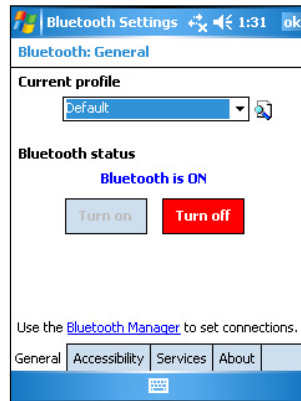 Bluetooth Settings 1:31 ok
Bluetooth: General
Current profile
Default
Bluetooth status
Bluetooth is ON
Turn on Turn off
Use the Bluetooth Manager to set connections.
General Accessibility Services About